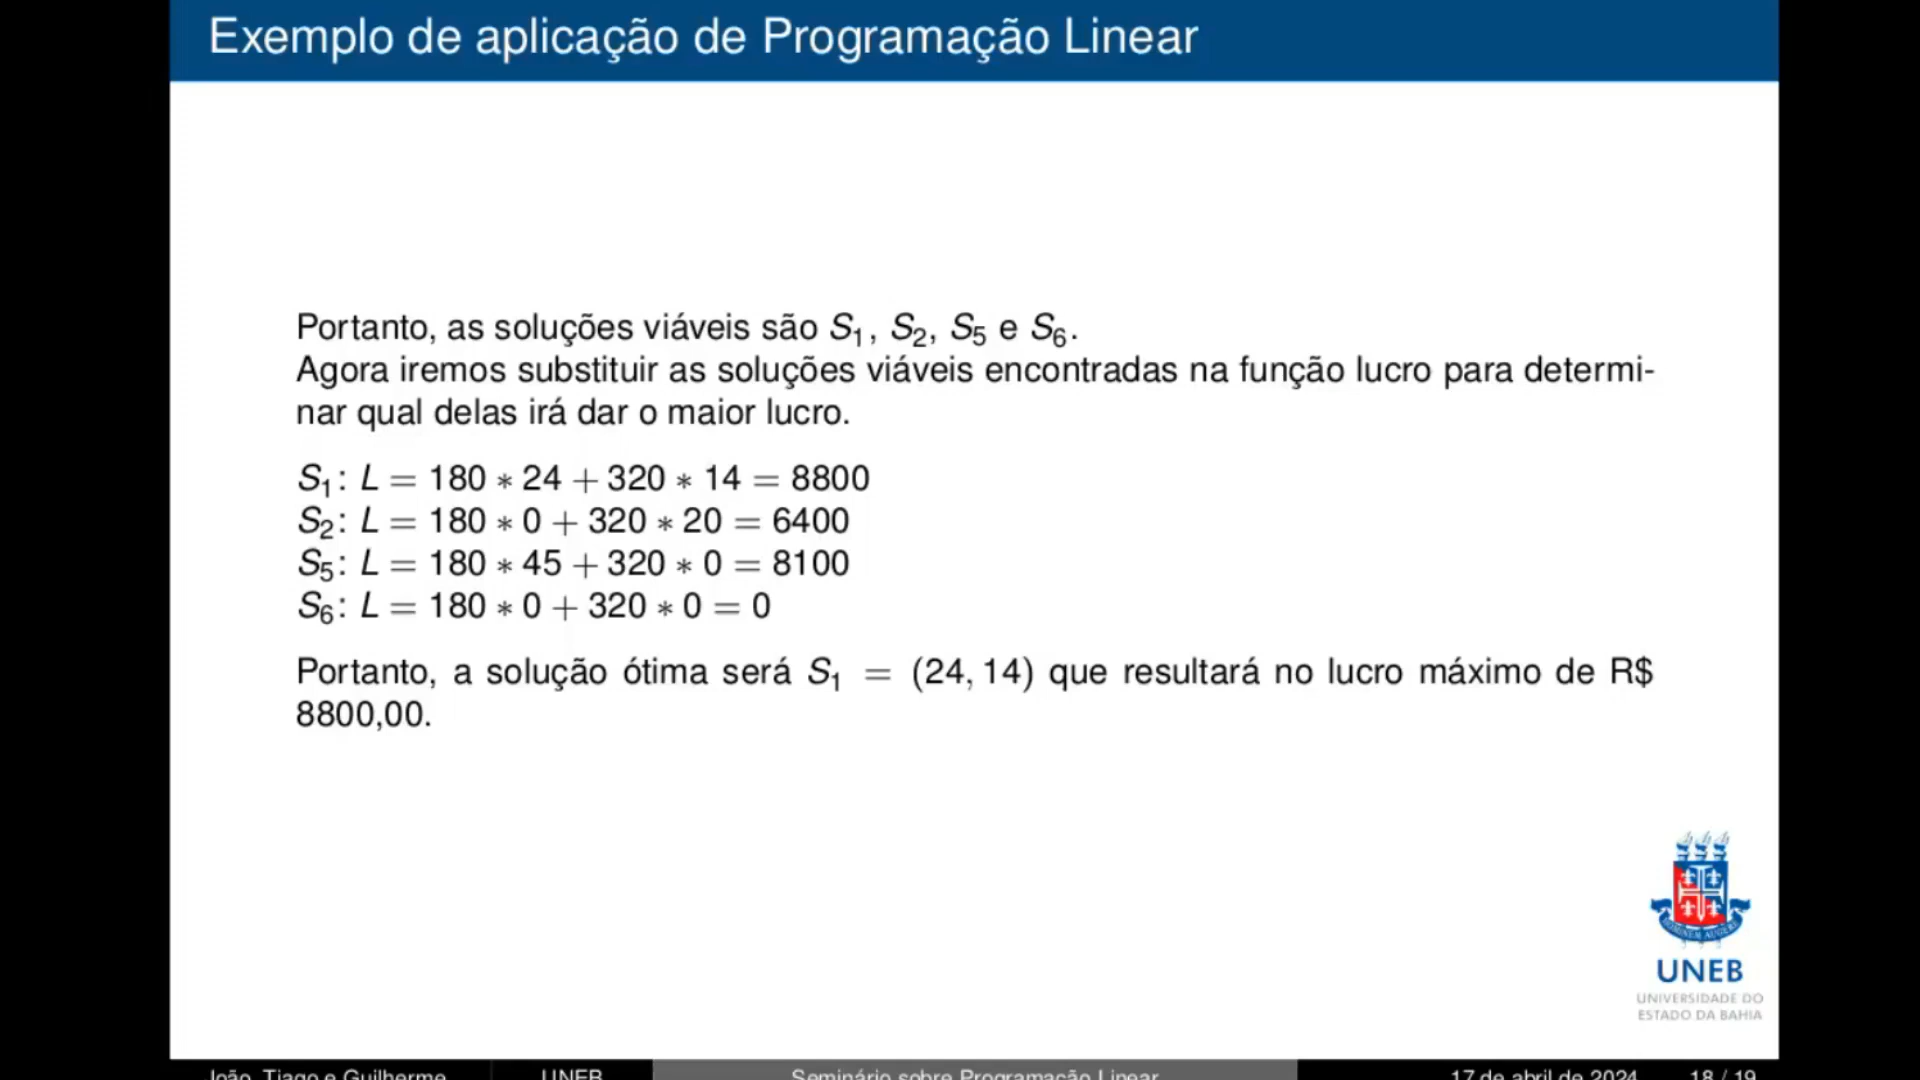 Exemplo de aplicação de Programação Linear
Portanto, as soluções viáveis são S₁, S₂, S₅ e S₆.
Agora iremos substituir as soluções viáveis encontradas na função lucro para determi-
nar qual delas irá dar o maior lucro.
S₁: L = 180 ∗ 24 + 320 ∗ 14 = 8800
S₂: L = 180 ∗ 0 + 320 ∗ 20 = 6400
S₅: L = 180 ∗ 45 + 320 ∗ 0 = 8100
S₆: L = 180 ∗ 0 + 320 ∗ 0 = 0
Portanto, a solução ótima será S₁ = (24, 14) que resultará no lucro máximo de R$
8800,00.
UNEB
UNIVERSIDADE DO
ESTADO DA BAHIA
João, Tiago e Guilherme UNEB Seminário sobre Programação Linear 17 de abril de 2024 18 / 19